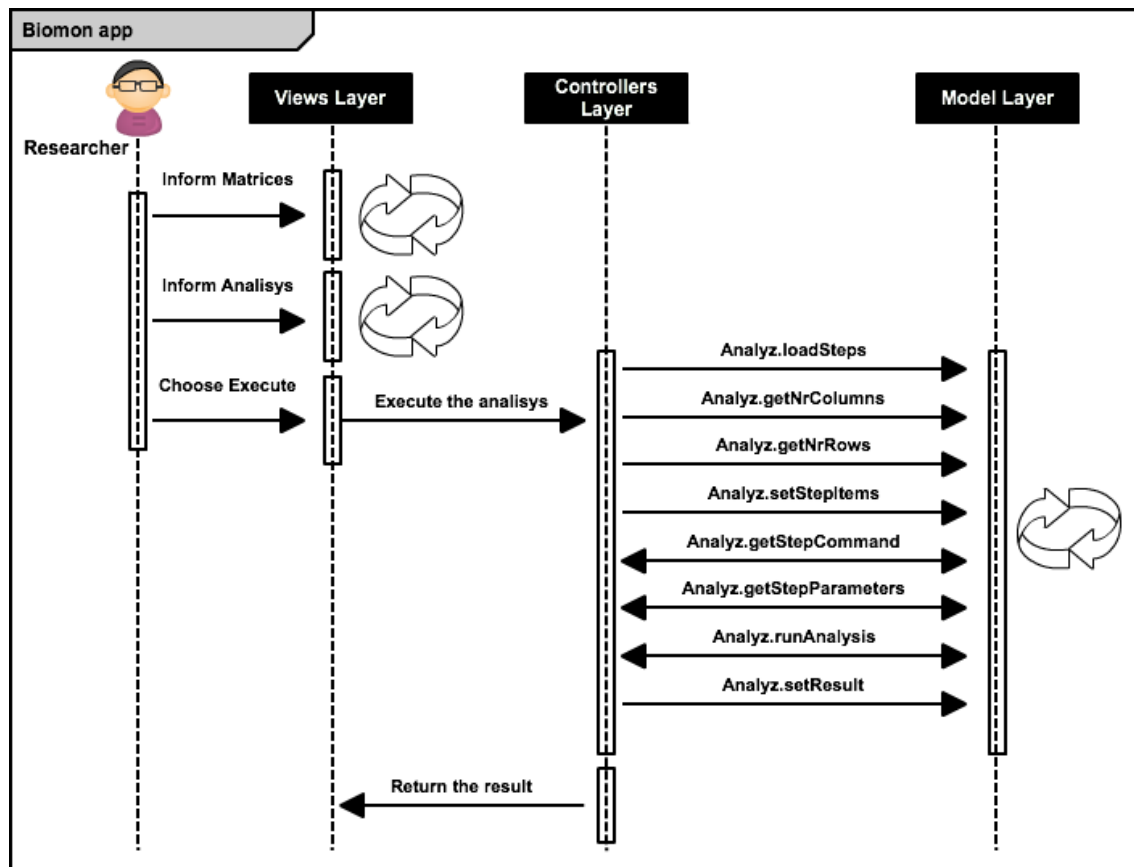 Biomon app
Views Layer
Controllers
Layer
Model Layer
Researcher
Inform Matrices
Inform Analisys
Choose Execute
Execute the analisys
Analyz.loadSteps
Analyz.getNrColumns
Analyz.getNrRows
Analyz.setStepItems
Analyz.getStepCommand
Analyz.getStepParameters
Analyz.runAnalysis
Analyz.setResult
Return the result